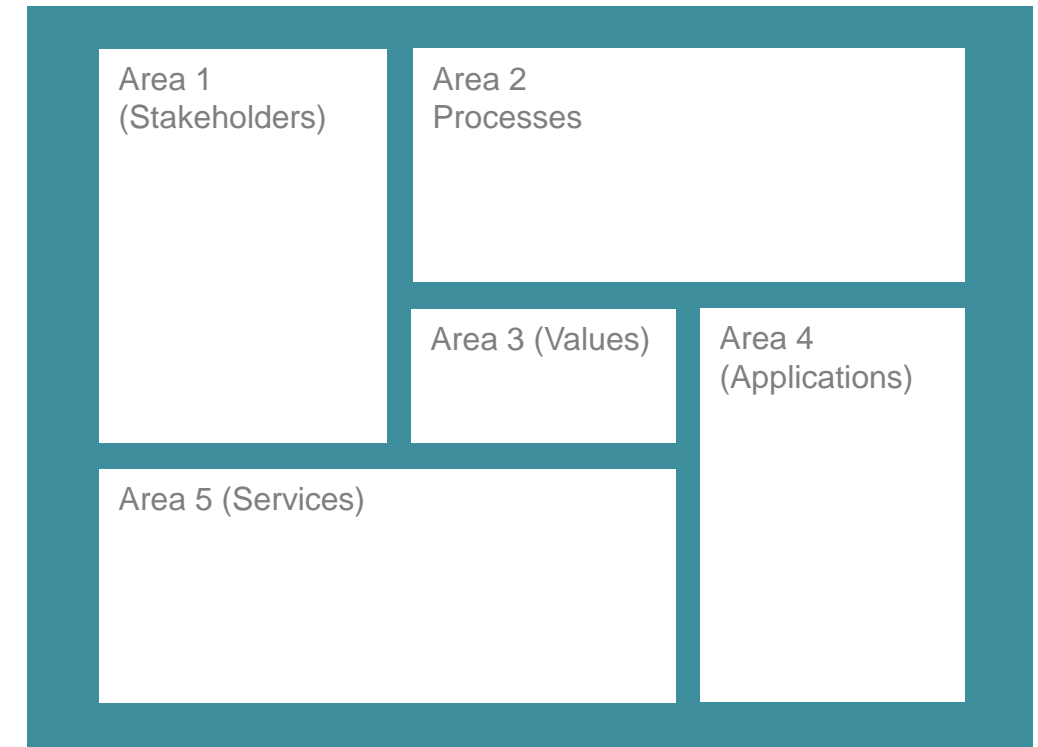 Area 1
(Stakeholders)
Area 2
Processes
Area 3 (Values)
Area 4
(Applications)
Area 5 (Services)